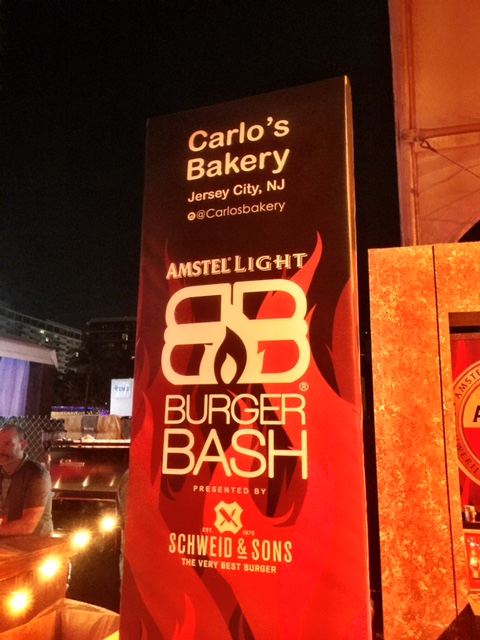 Carlo's
Bakery
Jersey City, NJ
@Carlosbakery
AMSTEL® LIGHT
BB®
BURGER
BASH
PRESENTED BY
EST. 1978
SCHWEID & SONS
THE VERY BEST BURGER